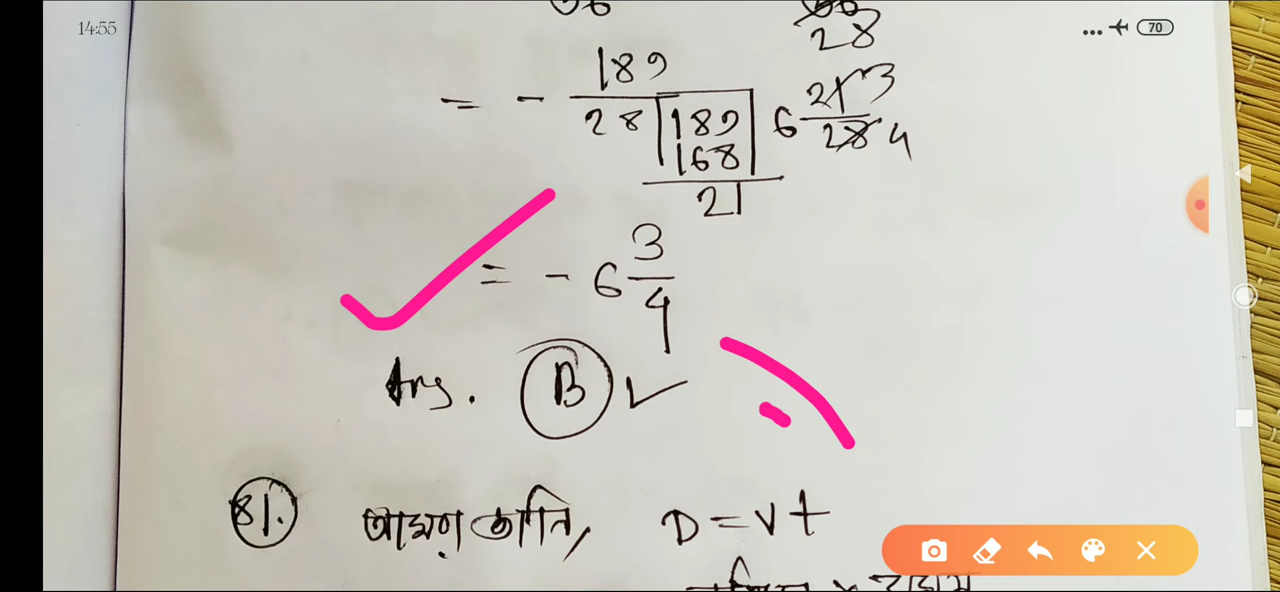 14:55
70
28
= - 189/28
28 | 189 | 6 21 3/28 4
168
21
= - 6 3/4
Ans. B ✓
81. আমরা জানি, D = vt